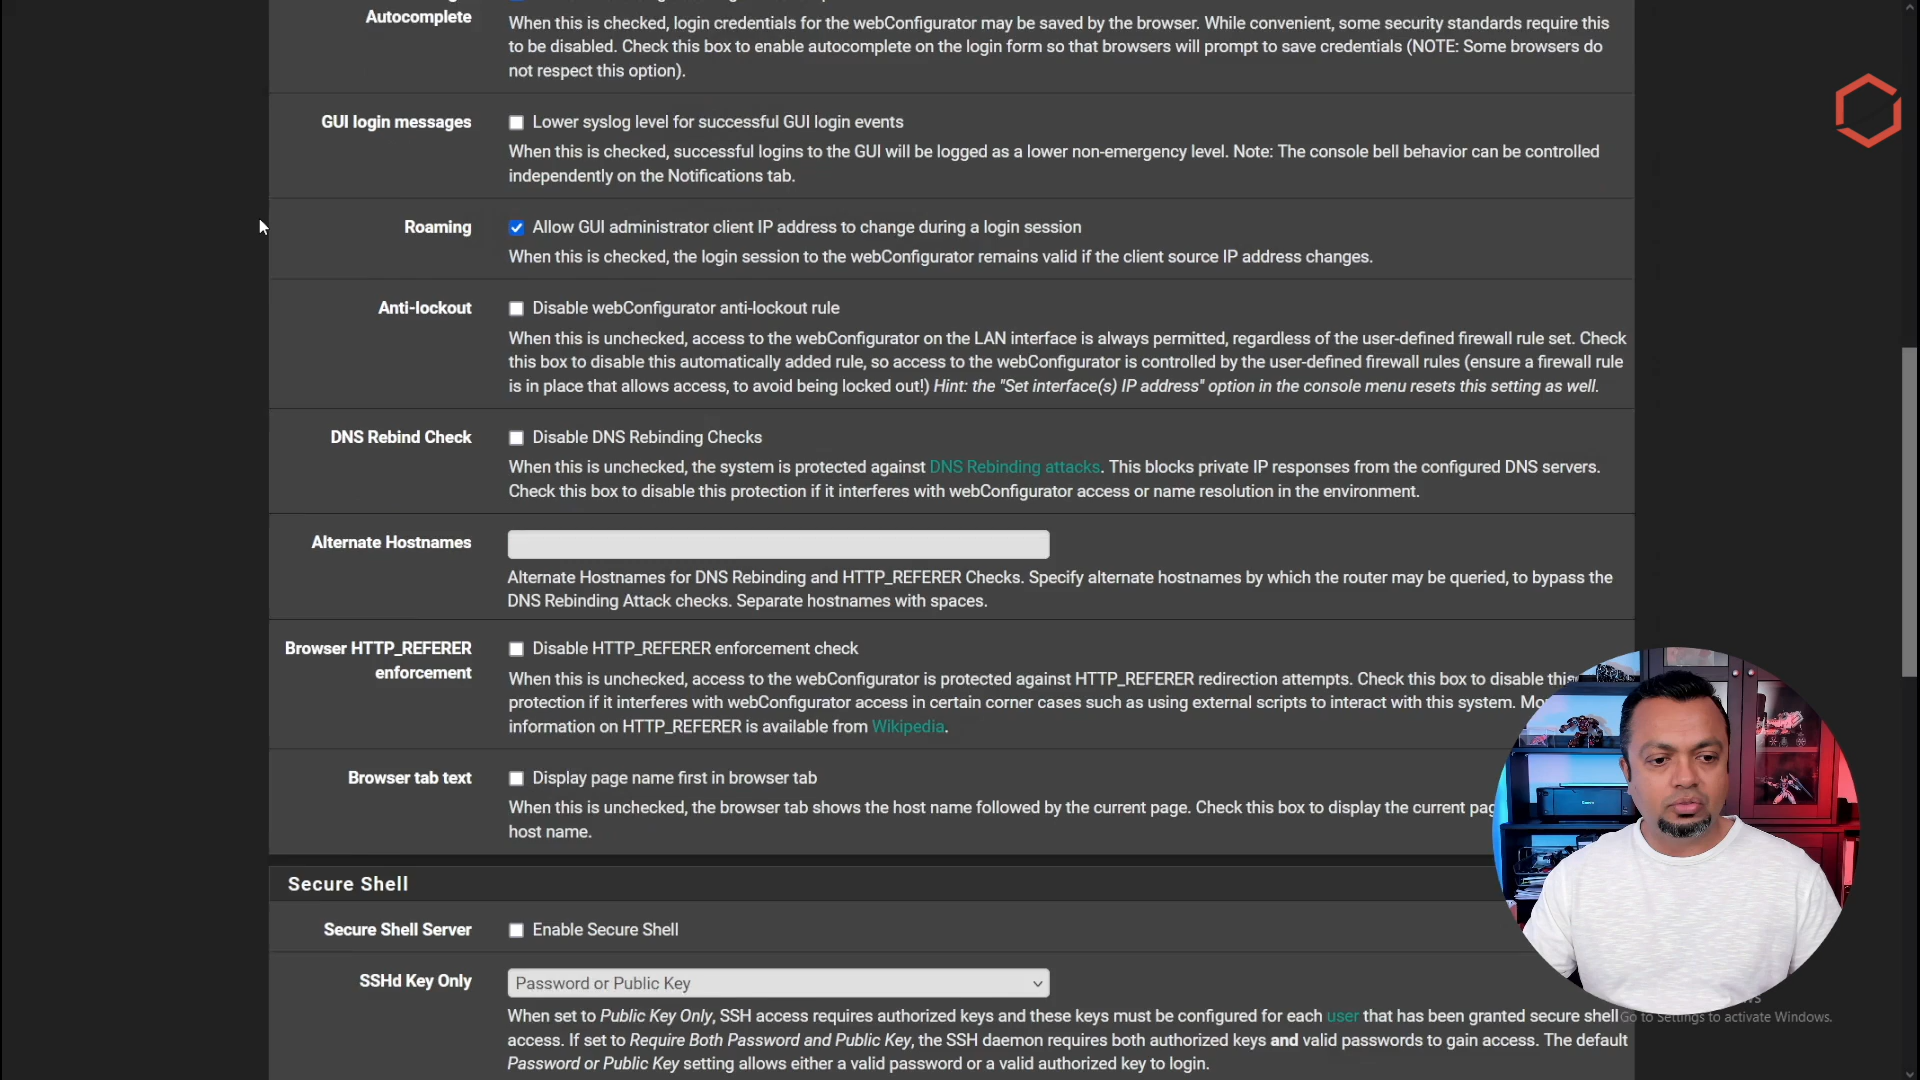 Autocomplete
When this is checked, login credentials for the webConfigurator may be saved by the browser. While convenient, some security standards require this
to be disabled. Check this box to enable autocomplete on the login form so that browsers will prompt to save credentials (NOTE: Some browsers do
not respect this option).
GUI login messages
Lower syslog level for successful GUI login events
When this is checked, successful logins to the GUI will be logged as a lower non-emergency level. Note: The console bell behavior can be controlled
independently on the Notifications tab.
Roaming
Allow GUI administrator client IP address to change during a login session
When this is checked, the login session to the webConfigurator remains valid if the client source IP address changes.
Anti-lockout
Disable webConfigurator anti-lockout rule
When this is unchecked, access to the webConfigurator on the LAN interface is always permitted, regardless of the user-defined firewall rule set. Check
this box to disable this automatically added rule, so access to the webConfigurator is controlled by the user-defined firewall rules (ensure a firewall rule
is in place that allows access, to avoid being locked out!) Hint: the "Set interface(s) IP address" option in the console menu resets this setting as well.
DNS Rebind Check
Disable DNS Rebinding Checks
When this is unchecked, the system is protected against DNS Rebinding attacks. This blocks private IP responses from the configured DNS servers.
Check this box to disable this protection if it interferes with webConfigurator access or name resolution in the environment.
Alternate Hostnames
Alternate Hostnames for DNS Rebinding and HTTP_REFERER Checks. Specify alternate hostnames by which the router may be queried, to bypass the
DNS Rebinding Attack checks. Separate hostnames with spaces.
Browser HTTP_REFERER
enforcement
Disable HTTP_REFERER enforcement check
When this is unchecked, access to the webConfigurator is protected against HTTP_REFERER redirection attempts. Check this box to disable this
protection if it interferes with webConfigurator access in certain corner cases such as using external scripts to interact with this system. Mo
information on HTTP_REFERER is available from Wikipedia.
Browser tab text
Display page name first in browser tab
When this is unchecked, the browser tab shows the host name followed by the current page. Check this box to display the current pag
host name.
Secure Shell
Secure Shell Server
Enable Secure Shell
SSHd Key Only
Password or Public Key
When set to Public Key Only, SSH access requires authorized keys and these keys must be configured for each user that has been granted secure shell
access. If set to Require Both Password and Public Key, the SSH daemon requires both authorized keys and valid passwords to gain access. The default
Password or Public Key setting allows either a valid password or a valid authorized key to login.
Go to Settings to activate Windows.